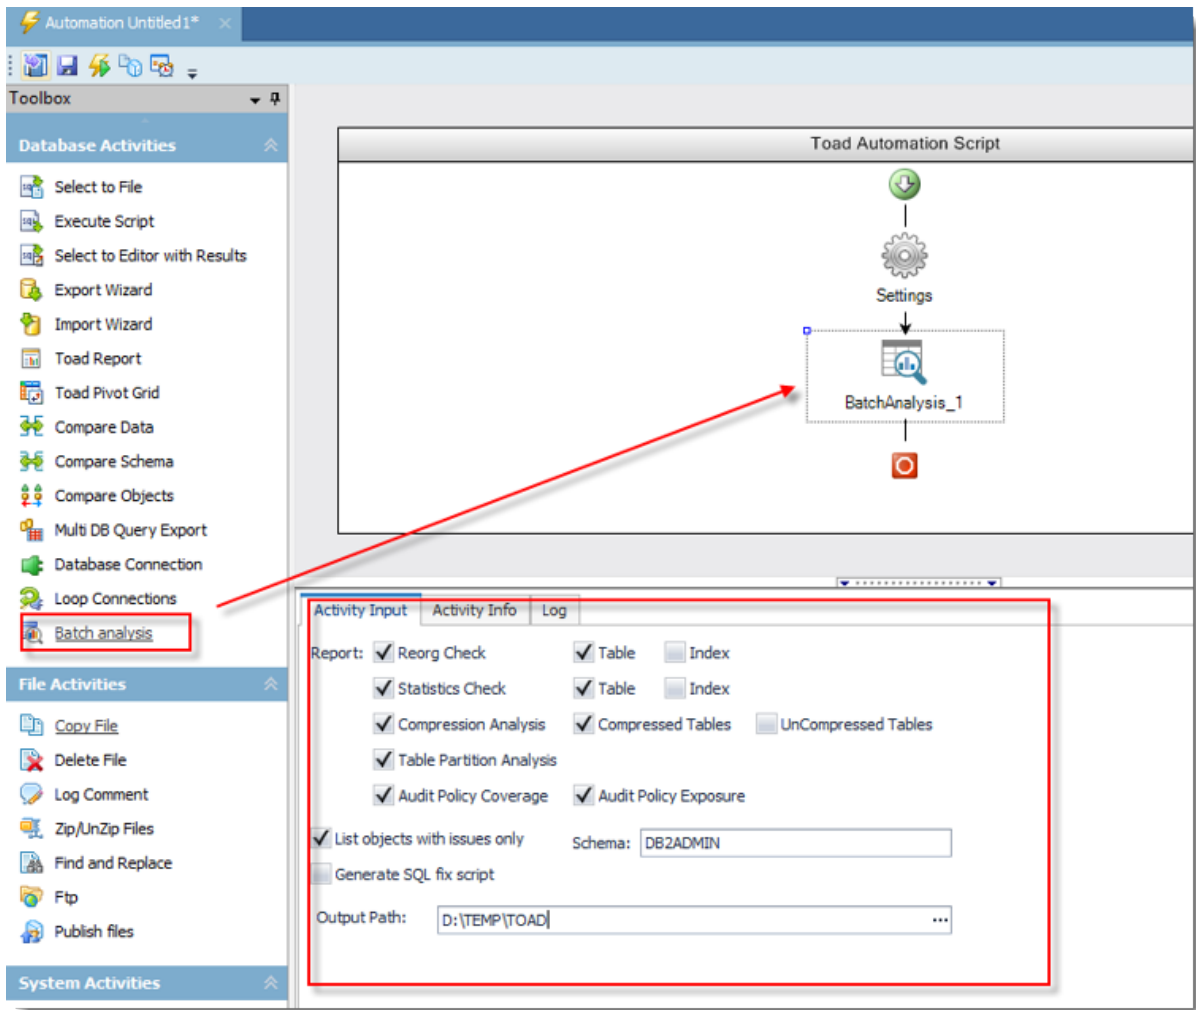 Automation Untitled1*
Toolbox
Database Activities
Select to File
Execute Script
Select to Editor with Results
Export Wizard
Import Wizard
Toad Report
Toad Pivot Grid
Compare Data
Compare Schema
Compare Objects
Multi DB Query Export
Database Connection
Loop Connections
Batch analysis
File Activities
Copy File
Delete File
Log Comment
Zip/UnZip Files
Find and Replace
Ftp
Publish files
System Activities
Toad Automation Script
Settings
BatchAnalysis_1
Activity Input Activity Info Log
Report: Reorg Check Table Index
Statistics Check Table Index
Compression Analysis Compressed Tables UnCompressed Tables
Table Partition Analysis
Audit Policy Coverage Audit Policy Exposure
List objects with issues only Schema: DB2ADMIN
Generate SQL fix script
Output Path: D:\TEMP\TOAD ...